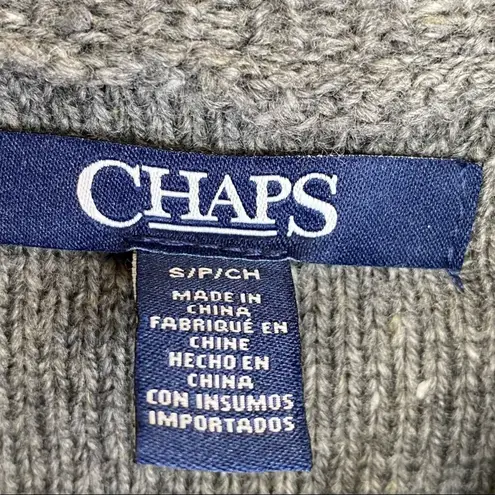 CHAPS
S/P/CH
MADE IN
CHINA
FABRIQUÉ EN
CHINE
HECHO EN
CHINA
CON INSUMOS
IMPORTADOS